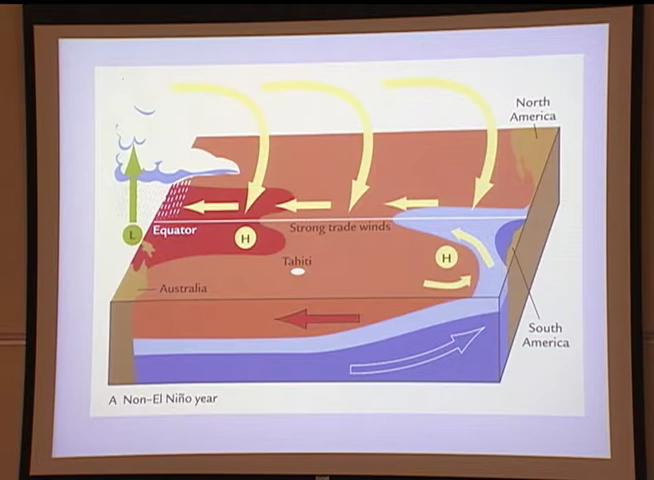 North
America
L
Equator
H
Strong trade winds
Tahiti
H
Australia
South
America
A Non–El Niño year